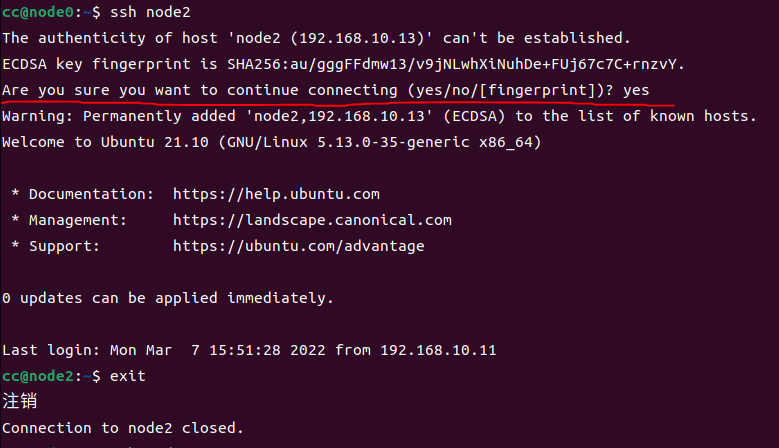 cc@node0:~$ ssh node2
The authenticity of host 'node2 (192.168.10.13)' can't be established.
ECDSA key fingerprint is SHA256:au/gggFFdmw13/v9jNLwhXiNuhDe+FUj67c7C+rnzvY.
Are you sure you want to continue connecting (yes/no/[fingerprint])? yes
Warning: Permanently added 'node2,192.168.10.13' (ECDSA) to the list of known hosts.
Welcome to Ubuntu 21.10 (GNU/Linux 5.13.0-35-generic x86_64)
* Documentation:  https://help.ubuntu.com
* Management:     https://landscape.canonical.com
* Support:        https://ubuntu.com/advantage
0 updates can be applied immediately.
Last login: Mon Mar  7 15:51:28 2022 from 192.168.10.11
cc@node2:~$ exit
注销
Connection to node2 closed.